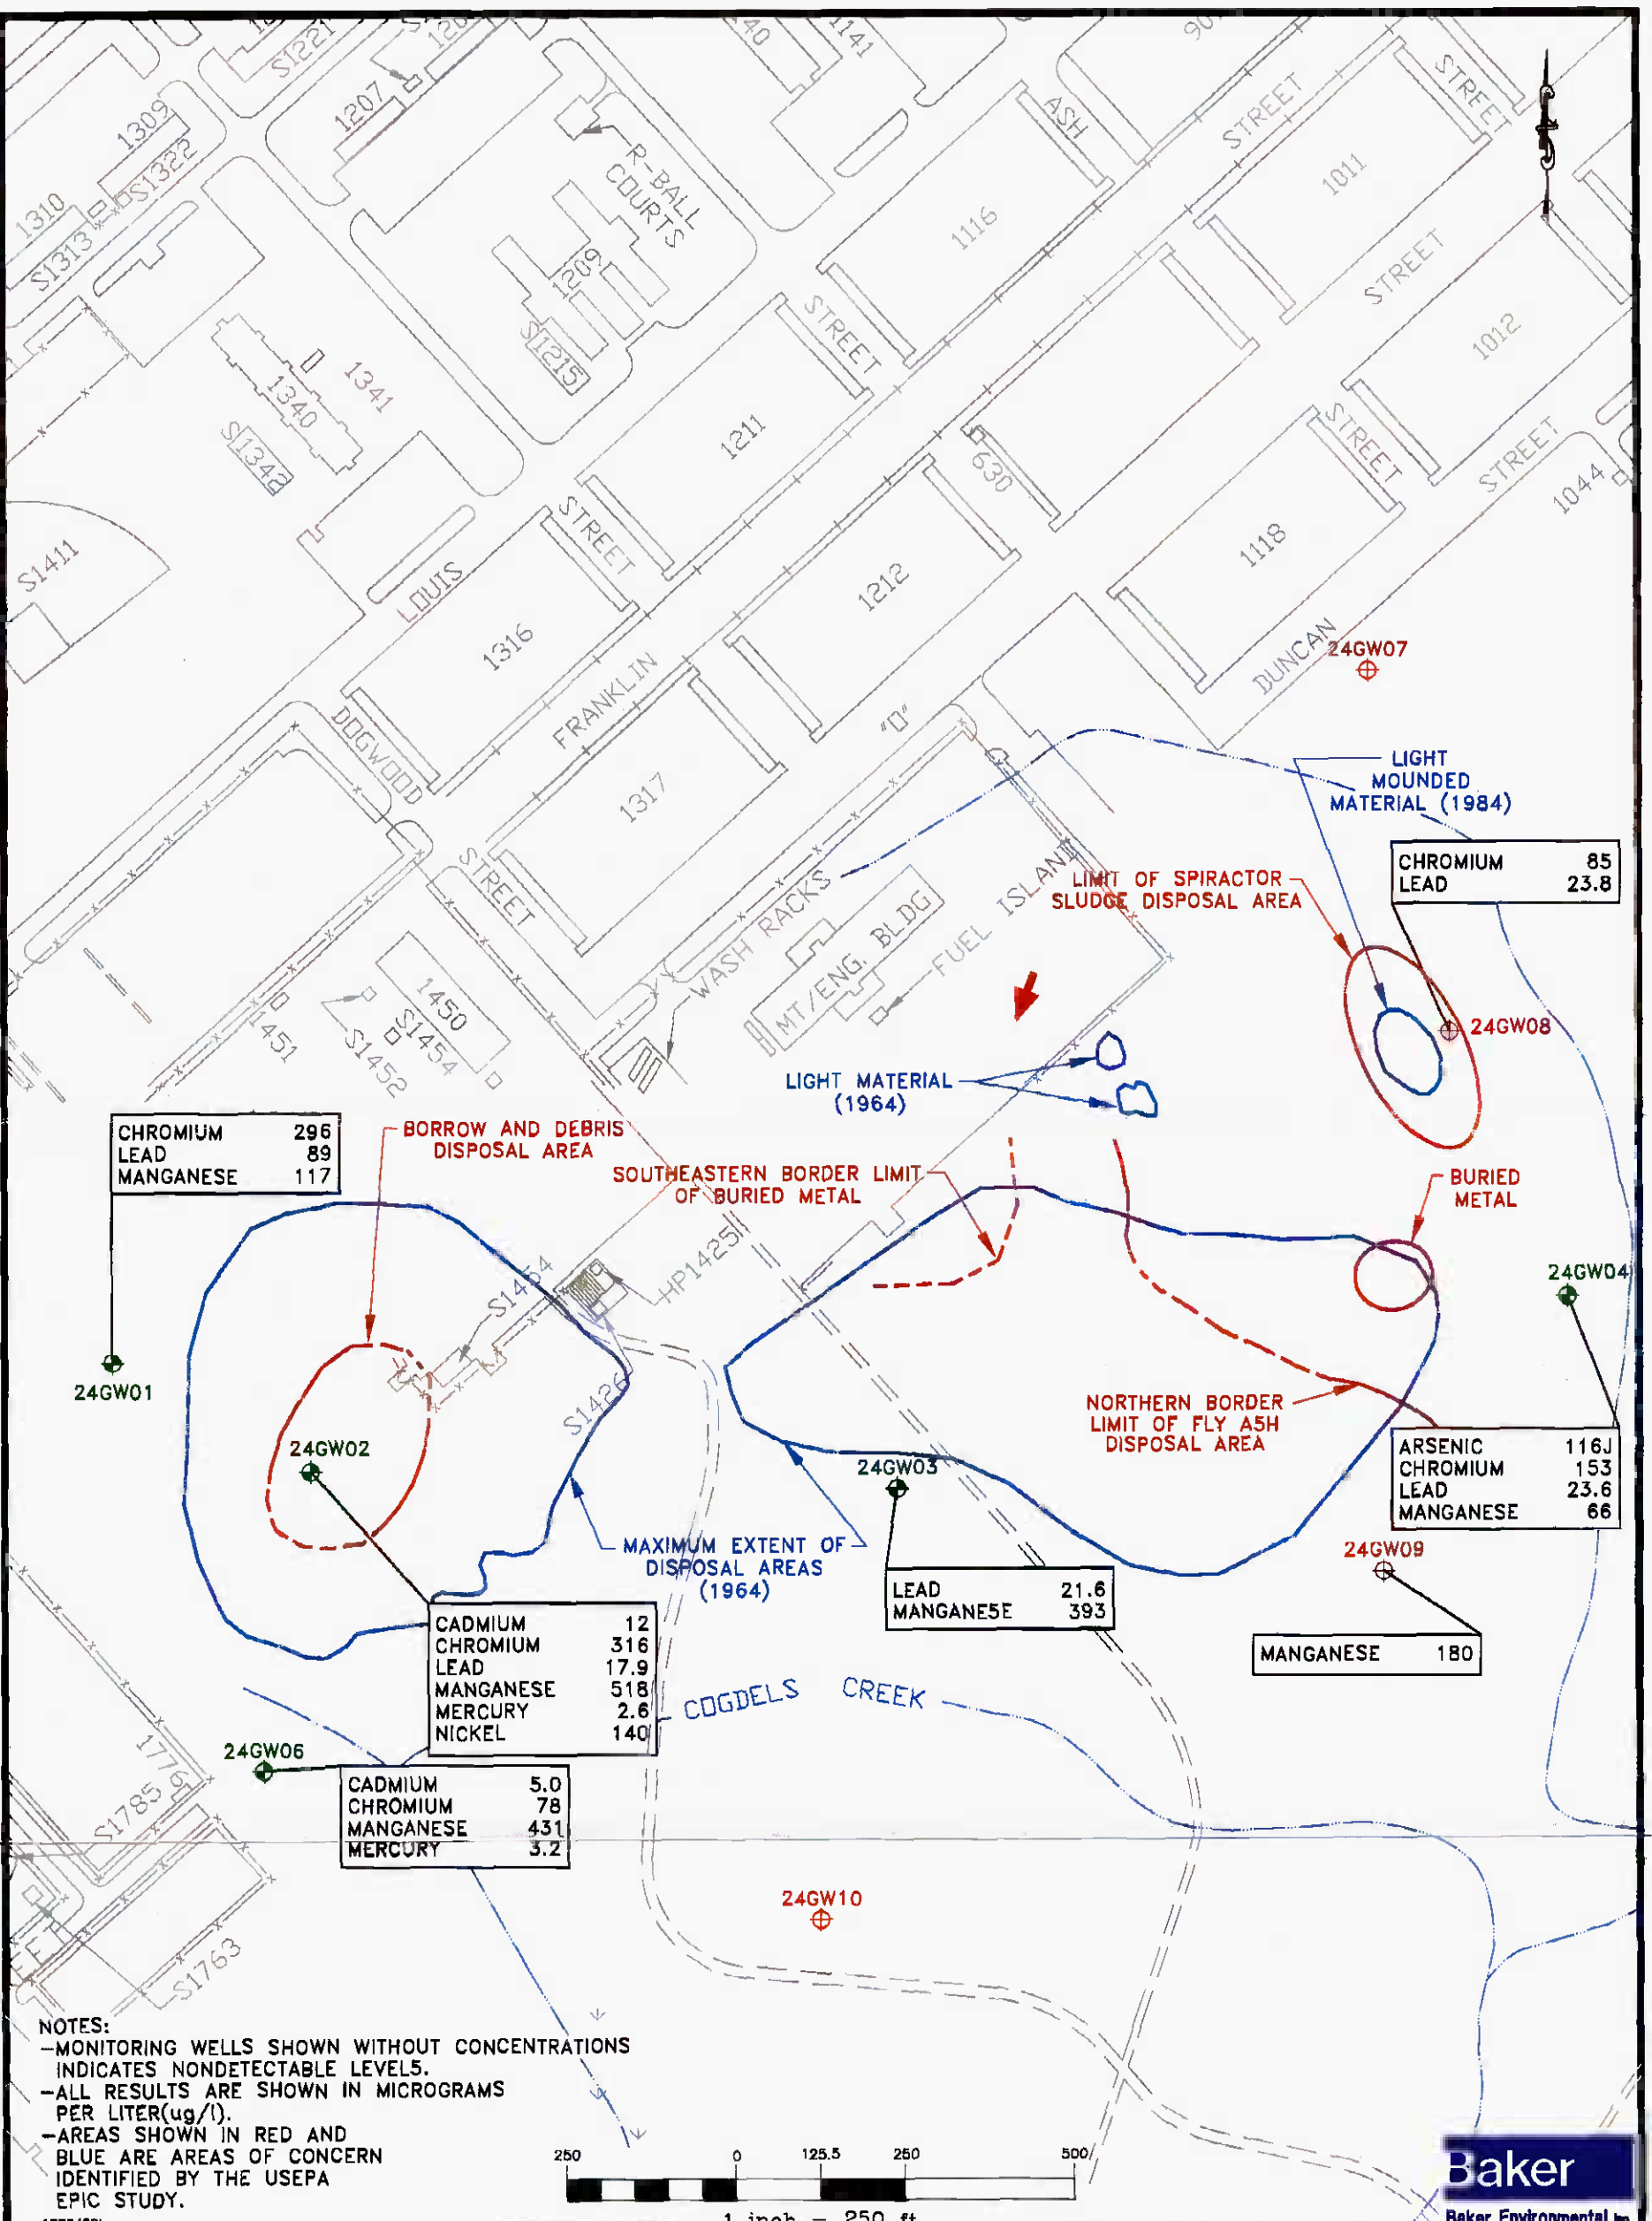 S1221
1207
1141
1309
S1322
1310
S1313
R-BALL
COURTS
1209
S1215
ASH
STREET
STREET
1116
1011
STREET
1012
1341
1340
S1342
STREET
1211
630
STREET
STREET
1044
S1411
LOUIS
STREET
1316
1212
1118
DUNCAN
FRANKLIN
DOGWOOD
"O"
1317
STREET
24GW07
LIGHT
MOUNDED
MATERIAL (1984)
CHROMIUM 85
LEAD 23.8
LIMIT OF SPIRACTOR
SLUDGE DISPOSAL AREA
WASH RACKS
MT/ENG. BLDG
FUEL ISLAND
1450
S1454
1451
S1452
24GW08
LIGHT MATERIAL
(1964)
CHROMIUM 296
LEAD 89
MANGANESE 117
BORROW AND DEBRIS
DISPOSAL AREA
SOUTHEASTERN BORDER LIMIT
OF BURIED METAL
BURIED
METAL
HP1425
S1464
24GW04
24GW01
S1426
NORTHERN BORDER
LIMIT OF FLY ASH
DISPOSAL AREA
24GW02
24GW03
ARSENIC 116J
CHROMIUM 153
LEAD 23.6
MANGANESE 66
MAXIMUM EXTENT OF
DISPOSAL AREAS
(1964)
24GW09
LEAD 21.6
MANGANESE 393
MANGANESE 180
CADMIUM 12
CHROMIUM 316
LEAD 17.9
MANGANESE 518
MERCURY 2.6
NICKEL 140
COGDELS CREEK
24GW06
CADMIUM 5.0
CHROMIUM 78
MANGANESE 431
MERCURY 3.2
1776
S1785
S1763
24GW10
NOTES:
-MONITORING WELLS SHOWN WITHOUT CONCENTRATIONS
INDICATES NONDETECTABLE LEVELS.
-ALL RESULTS ARE SHOWN IN MICROGRAMS
PER LITER(ug/l).
-AREAS SHOWN IN RED AND
BLUE ARE AREAS OF CONCERN
IDENTIFIED BY THE USEPA
EPIC STUDY.
250 0 125.5 250 500
1 inch = 250 ft
Baker
Baker Environmental